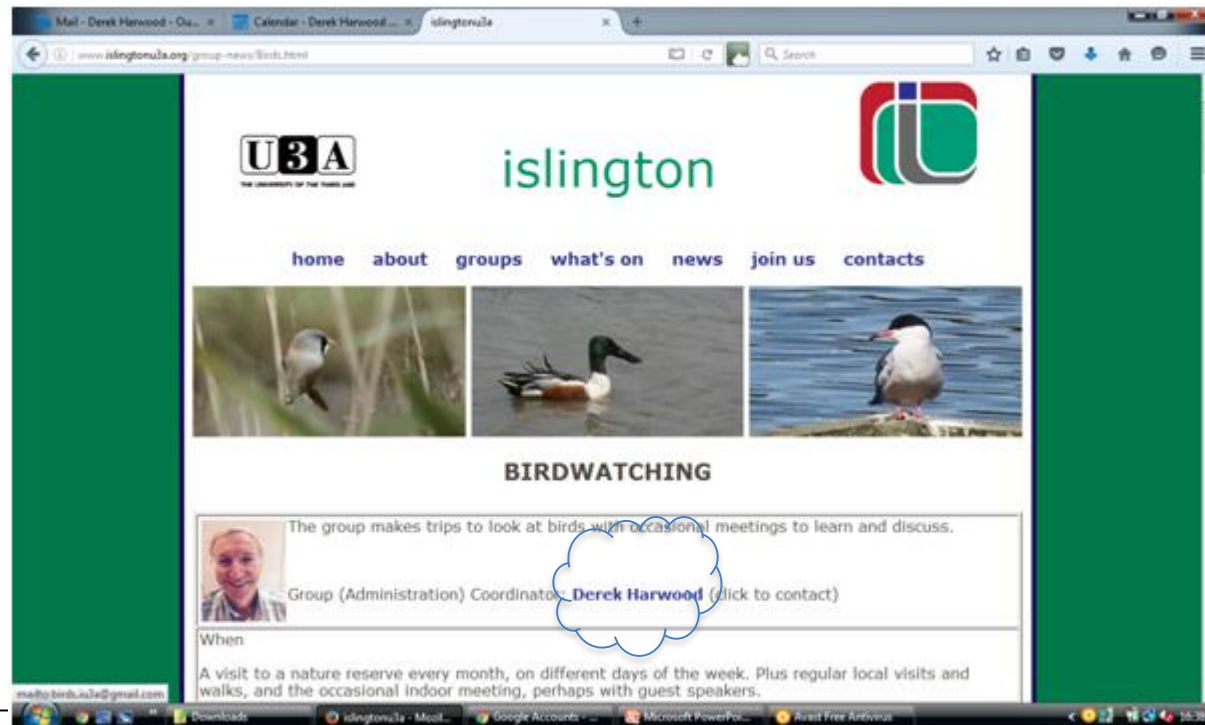 Mail - Derek Harwood - Ou...
Calendar - Derek Harwood ...
islingtonu3a
www.islingtonu3a.org/group-news/Birds.html
Search
U3A
THE UNIVERSITY OF THE THIRD AGE
islington
home about groups what's on news join us contacts
BIRDWATCHING
The group makes trips to look at birds with occasional meetings to learn and discuss.
Group (Administration) Coordinator: Derek Harwood (click to contact)
When
A visit to a nature reserve every month, on different days of the week. Plus regular local visits and
walks, and the occasional indoor meeting, perhaps with guest speakers.
mailto:birds.iu3a@gmail.com
Downloads
islingtonu3a - Mozil...
Google Accounts - ...
Microsoft PowerPoi...
Avast Free Antivirus
16:38